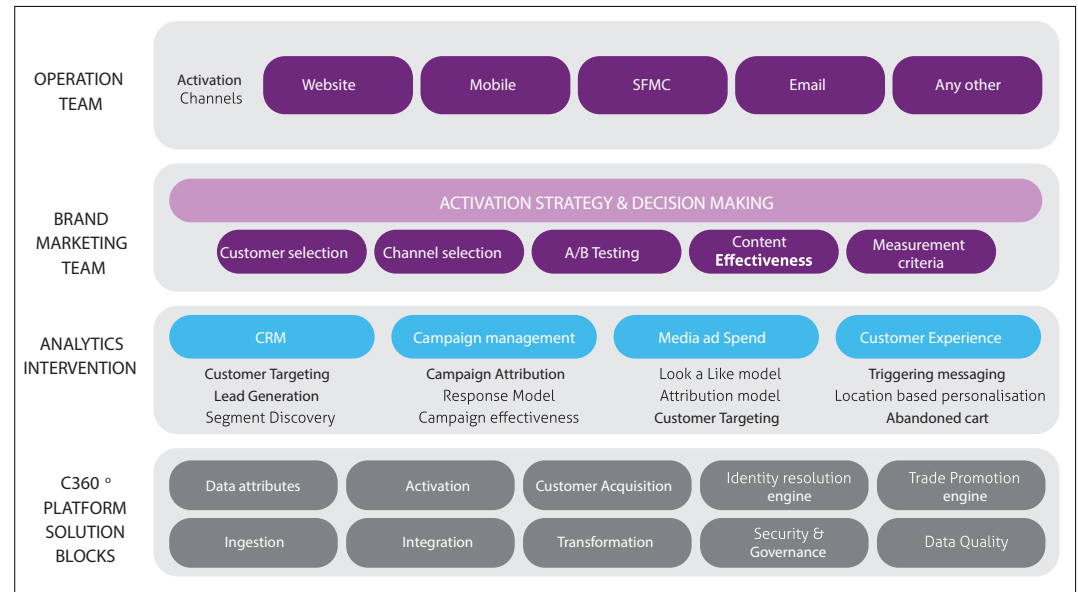 OPERATION
TEAM
Activation
Channels
Website
Mobile
SFMC
Email
Any other
BRAND
MARKETING
TEAM
ACTIVATION STRATEGY & DECISION MAKING
Customer selection
Channel selection
A/B Testing
Content
Effectiveness
Measurement
criteria
ANALYTICS
INTERVENTION
CRM
Campaign management
Media ad Spend
Customer Experience
Customer Targeting
Lead Generation
Segment Discovery
Campaign Attribution
Response Model
Campaign effectiveness
Look a Like model
Attribution model
Customer Targeting
Triggering messaging
Location based personalisation
Abandoned cart
C360 °
PLATFORM
SOLUTION
BLOCKS
Data attributes
Activation
Customer Acquisition
Identity resolution
engine
Trade Promotion
engine
Ingestion
Integration
Transformation
Security &
Governance
Data Quality